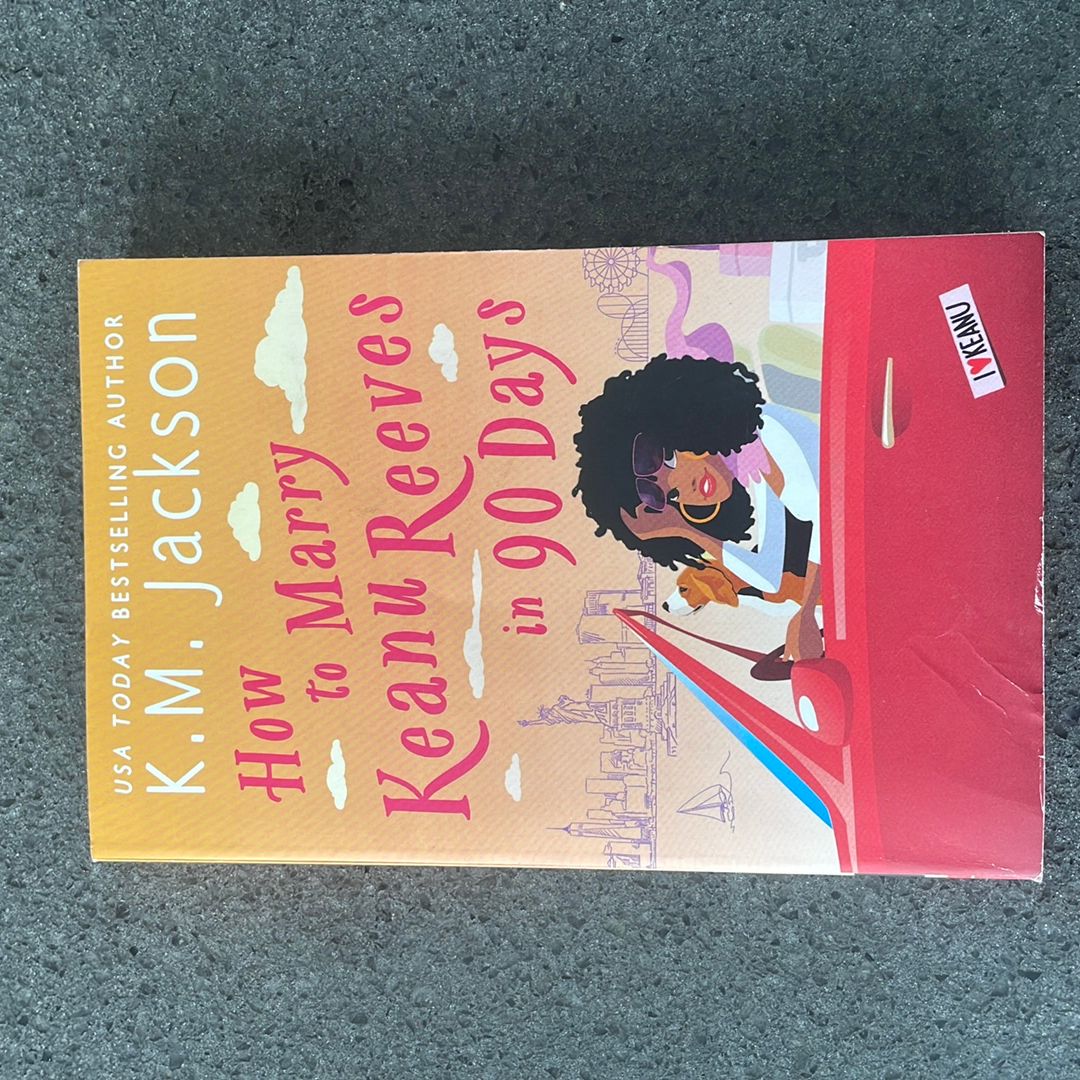 USA TODAY BESTSELLING AUTHOR
K.M. Jackson
How
to Marry
Keanu Reeves
in 90 Days
I ♥ KEANU